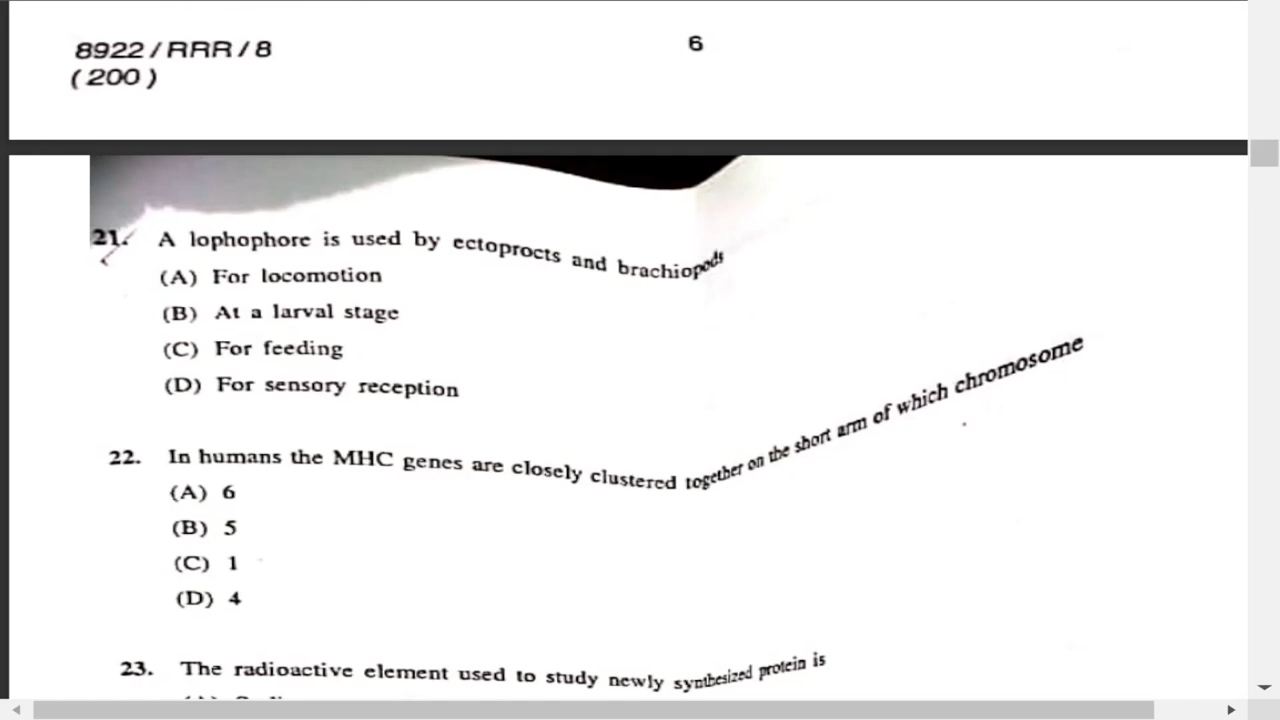 8922 / RRR / 8
6
( 200 )
21. A lophophore is used by ectoprocts and brachiopods
(A) For locomotion
(B) At a larval stage
(C) For feeding
(D) For sensory reception
22. In humans the MHC genes are closely clustered together on the short arm of which chromosome
(A) 6
(B) 5
(C) 1
(D) 4
23. The radioactive element used to study newly synthesized protein is